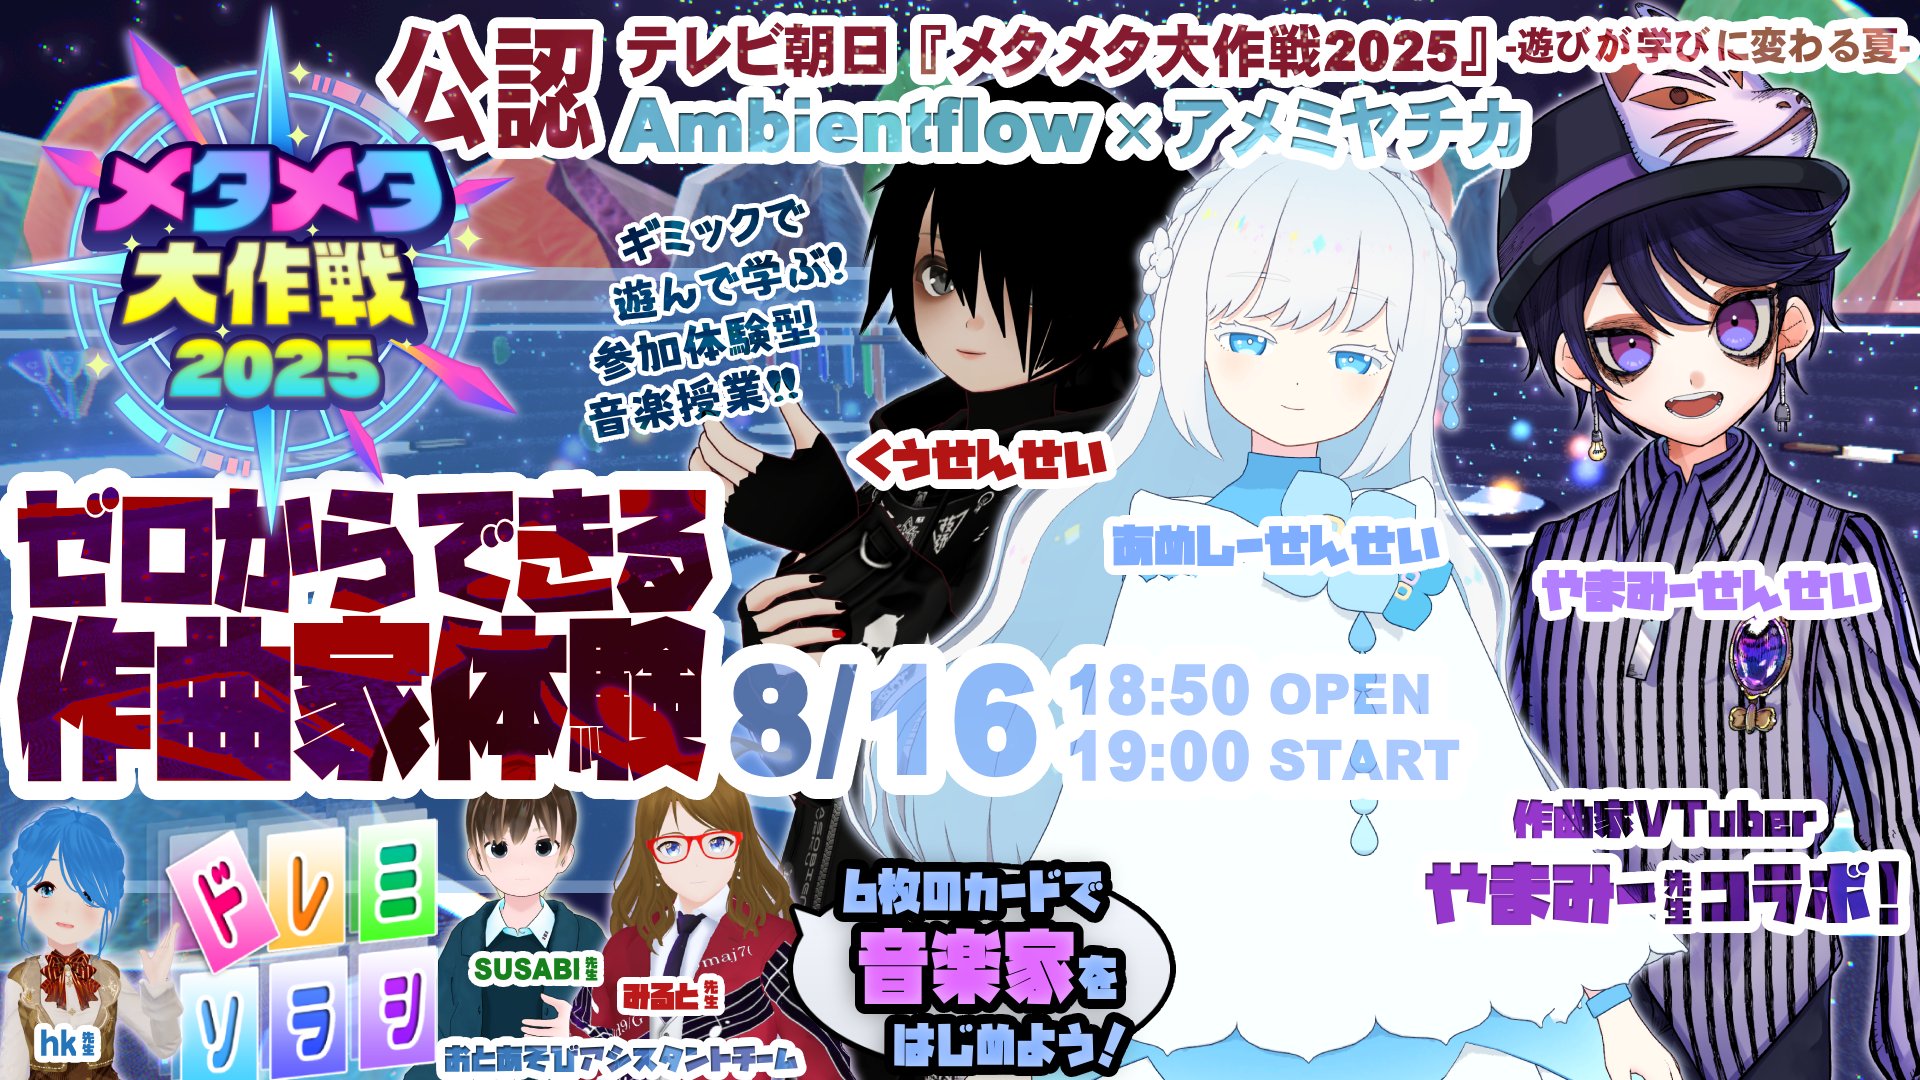 公認
テレビ朝日『メタメタ大作戦2025』-遊びが学びに変わる夏-
Ambientflow×アメミヤチカ
メタメタ
大作戦
2025
ギミックで
遊んで学ぶ!
参加体験型
音楽授業!!
くうせんせい
あめしーせんせい
やまみーせんせい
ゼロからできる
作曲家体験
8/16
18:50 OPEN
19:00 START
作曲家VTuber
やまみー先生コラボ!
ドレミ
ソラシ
hk先生
SUSABI先生
みると先生
maj7(
おとあそびアシスタントチーム
6枚のカードで
音楽家を
はじめよう!